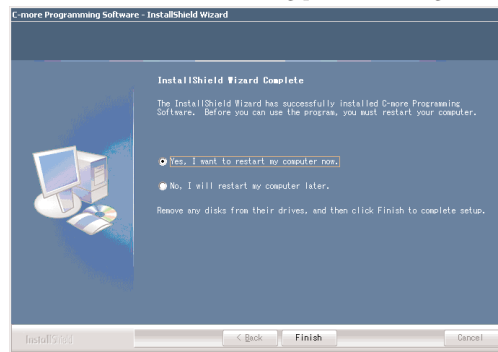 C-more Programming Software - InstallShield Wizard
InstallShield Wizard Complete
The InstallShield Wizard has successfully installed C-more Programming
Software. Before you can use the program, you must restart your computer.
Yes, I want to restart my computer now.
No, I will restart my computer later.
Remove any disks from their drives, and then click Finish to complete setup.
InstallShield
< Back
Finish
Cancel